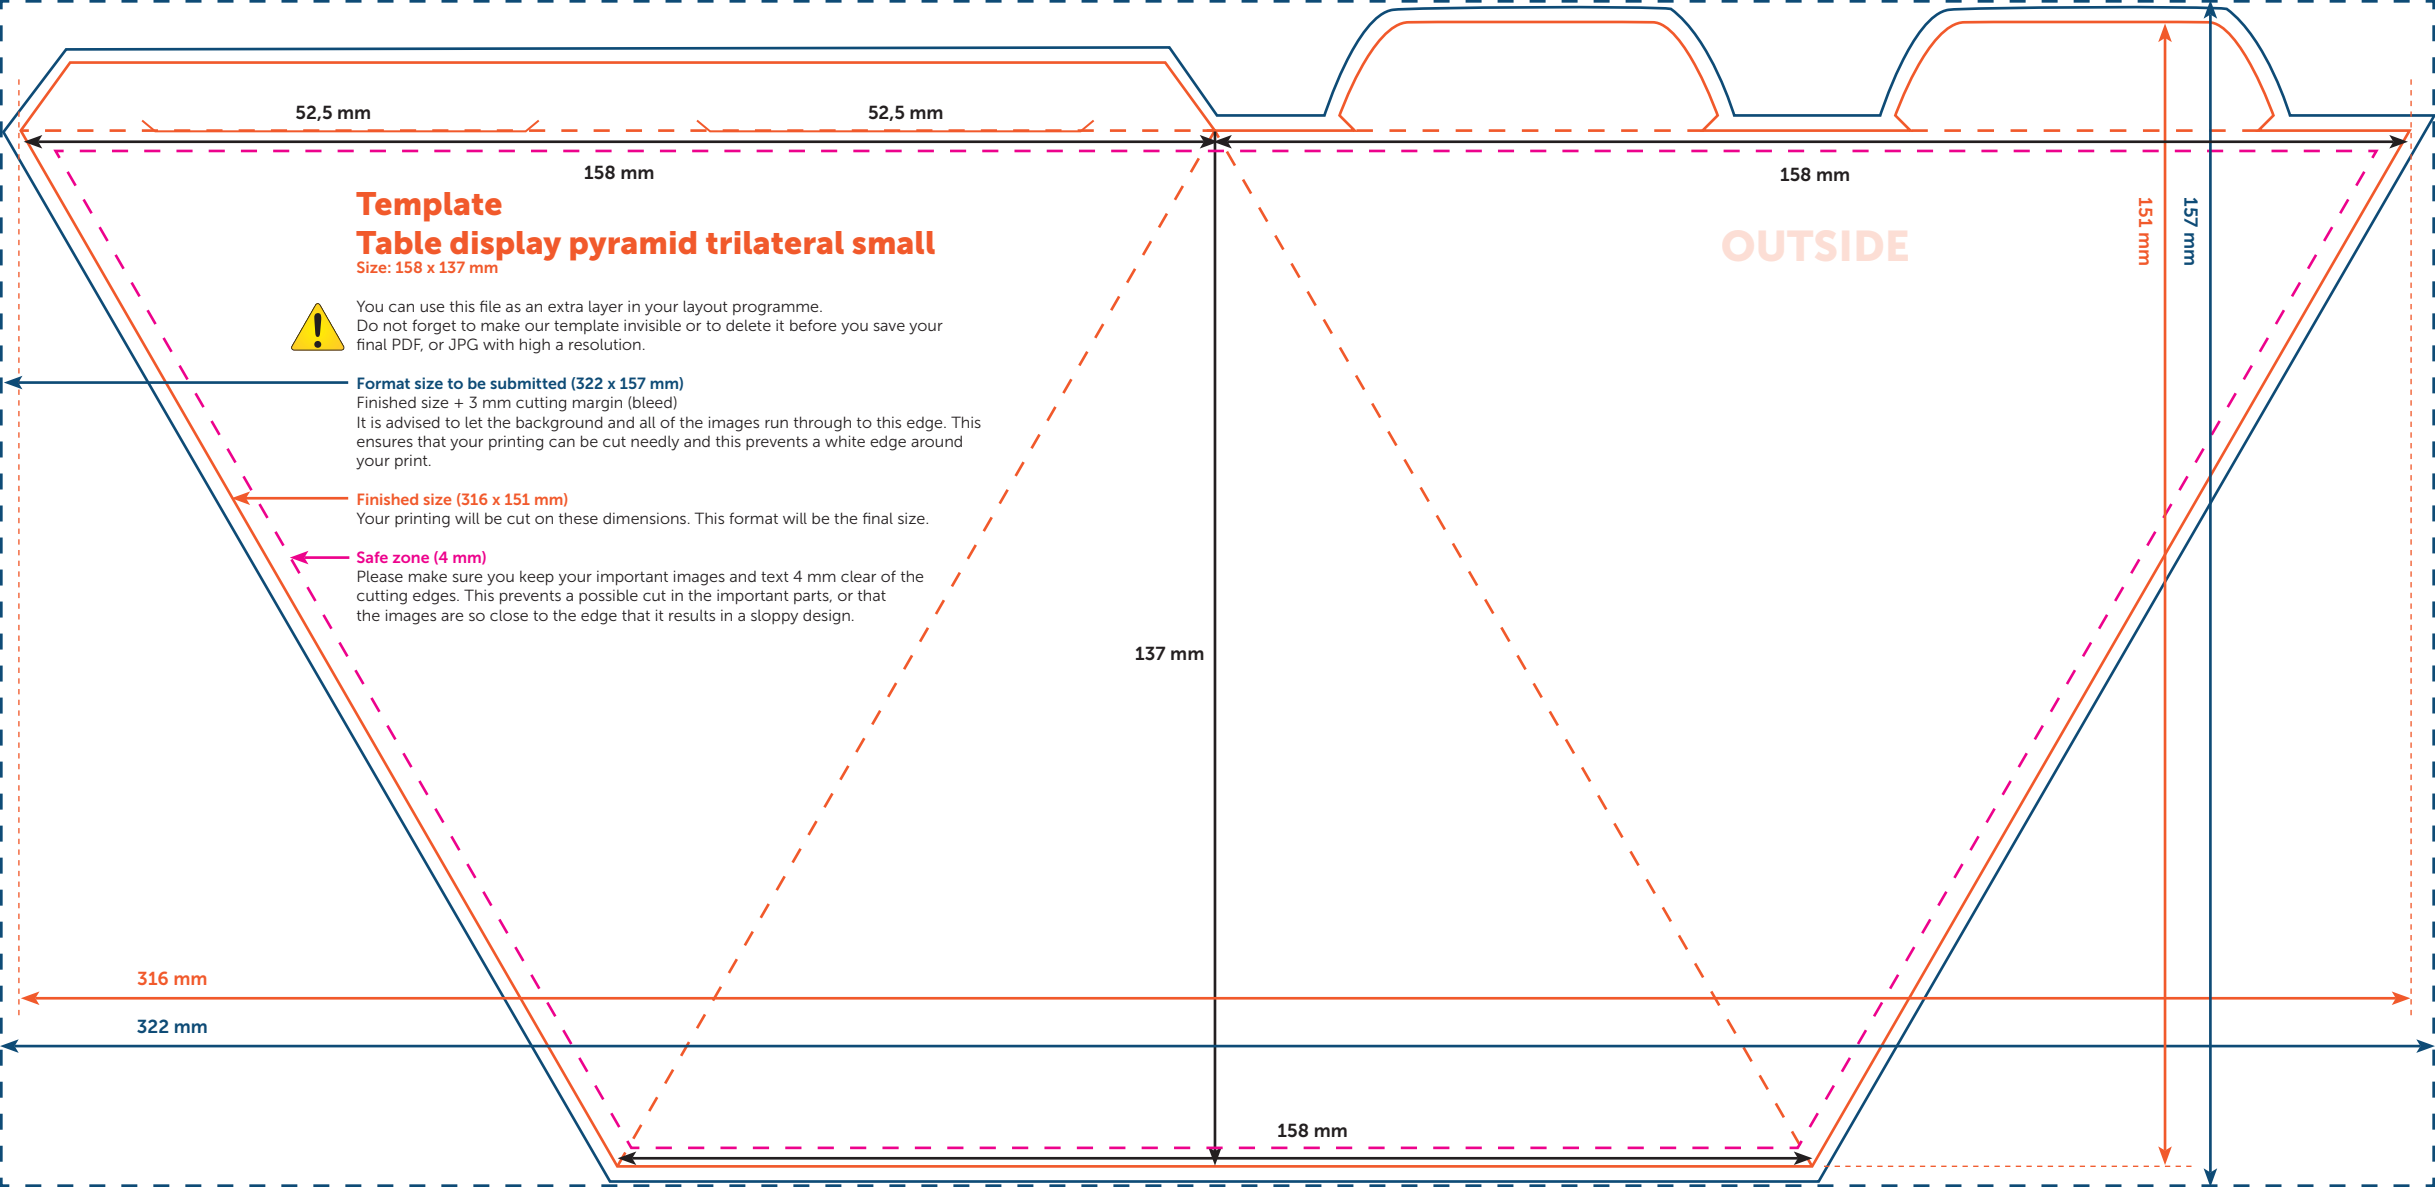 52,5 mm
52,5 mm
158 mm
158 mm
Template
Table display pyramid trilateral small
Size: 158 x 137 mm
OUTSIDE
151 mm
157 mm
You can use this file as an extra layer in your layout programme.
Do not forget to make our template invisible or to delete it before you save your
final PDF, or JPG with high a resolution.
Format size to be submitted (322 x 157 mm)
Finished size + 3 mm cutting margin (bleed)
It is advised to let the background and all of the images run through to this edge. This
ensures that your printing can be cut needly and this prevents a white edge around
your print.
Finished size (316 x 151 mm)
Your printing will be cut on these dimensions. This format will be the final size.
Safe zone (4 mm)
Please make sure you keep your important images and text 4 mm clear of the
cutting edges. This prevents a possible cut in the important parts, or that
the images are so close to the edge that it results in a sloppy design.
137 mm
316 mm
322 mm
158 mm